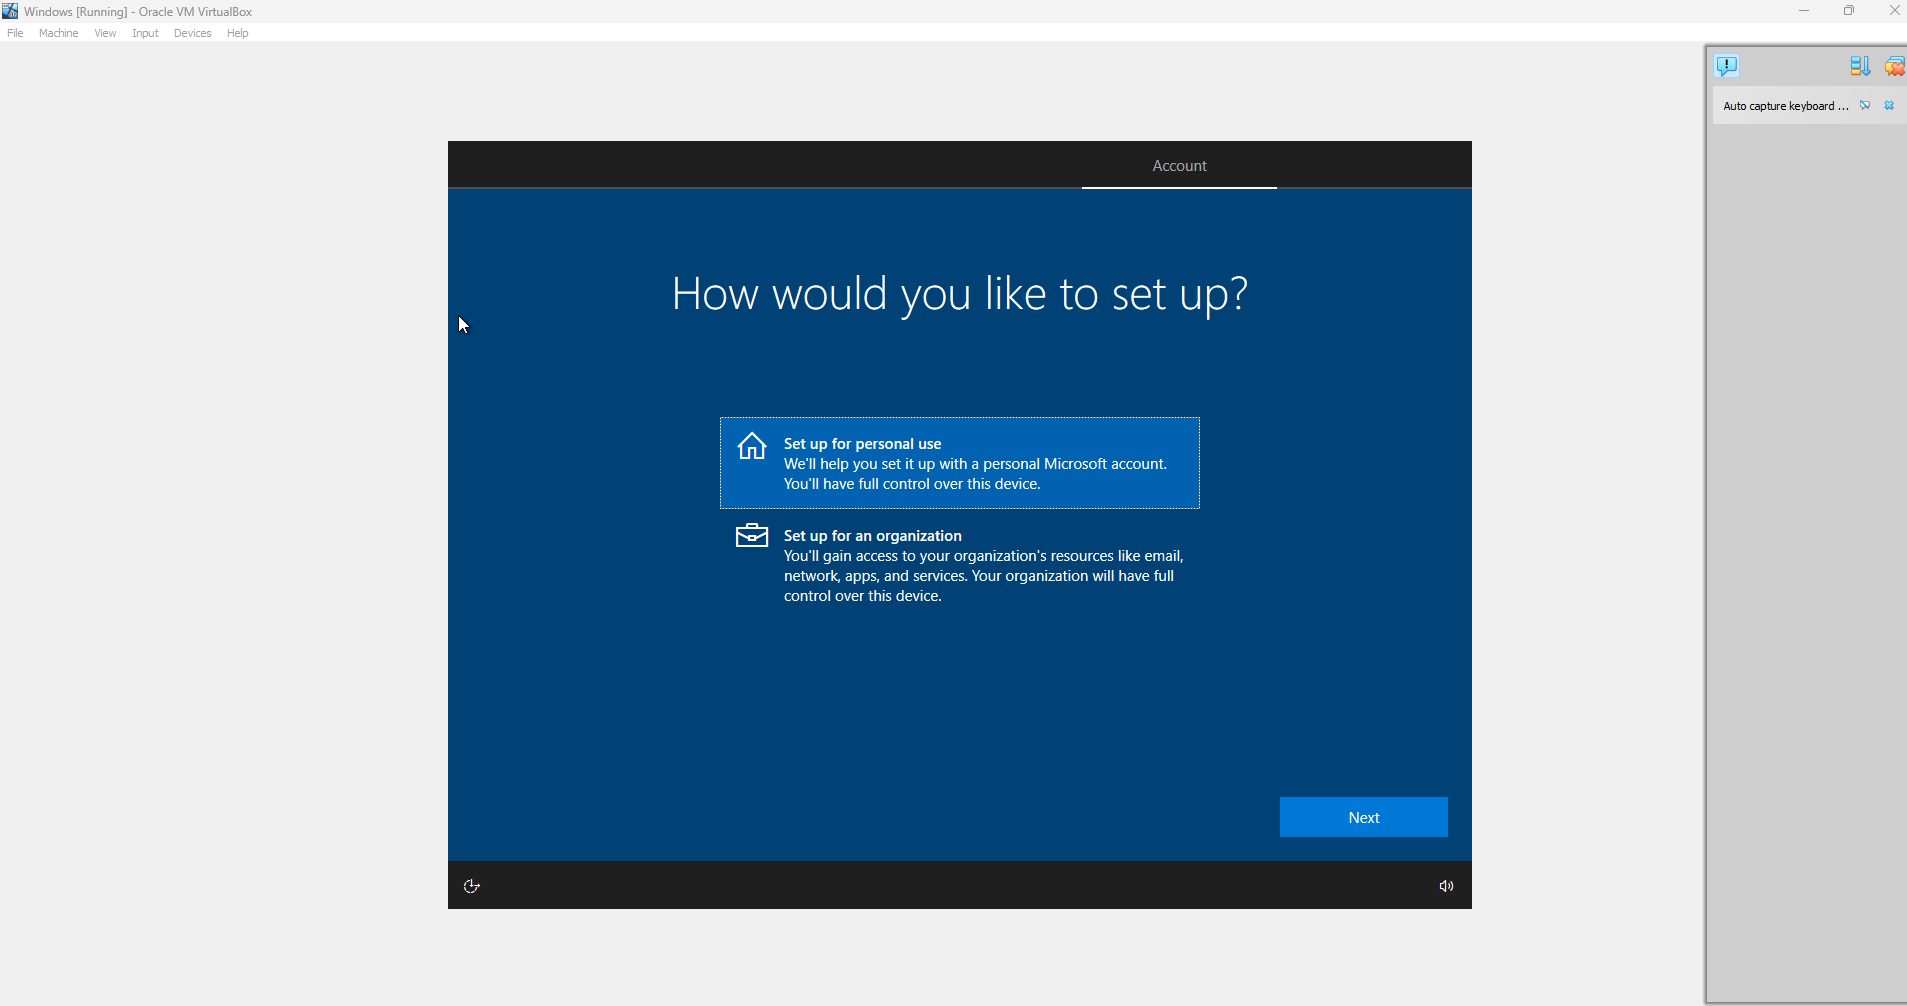 Windows [Running] - Oracle VM VirtualBox
File Machine View Input Devices Help
Auto capture keyboard ...
Account
How would you like to set up?
Set up for personal use
We'll help you set it up with a personal Microsoft account.
You'll have full control over this device.
Set up for an organization
You'll gain access to your organization's resources like email,
network, apps, and services. Your organization will have full
control over this device.
Next